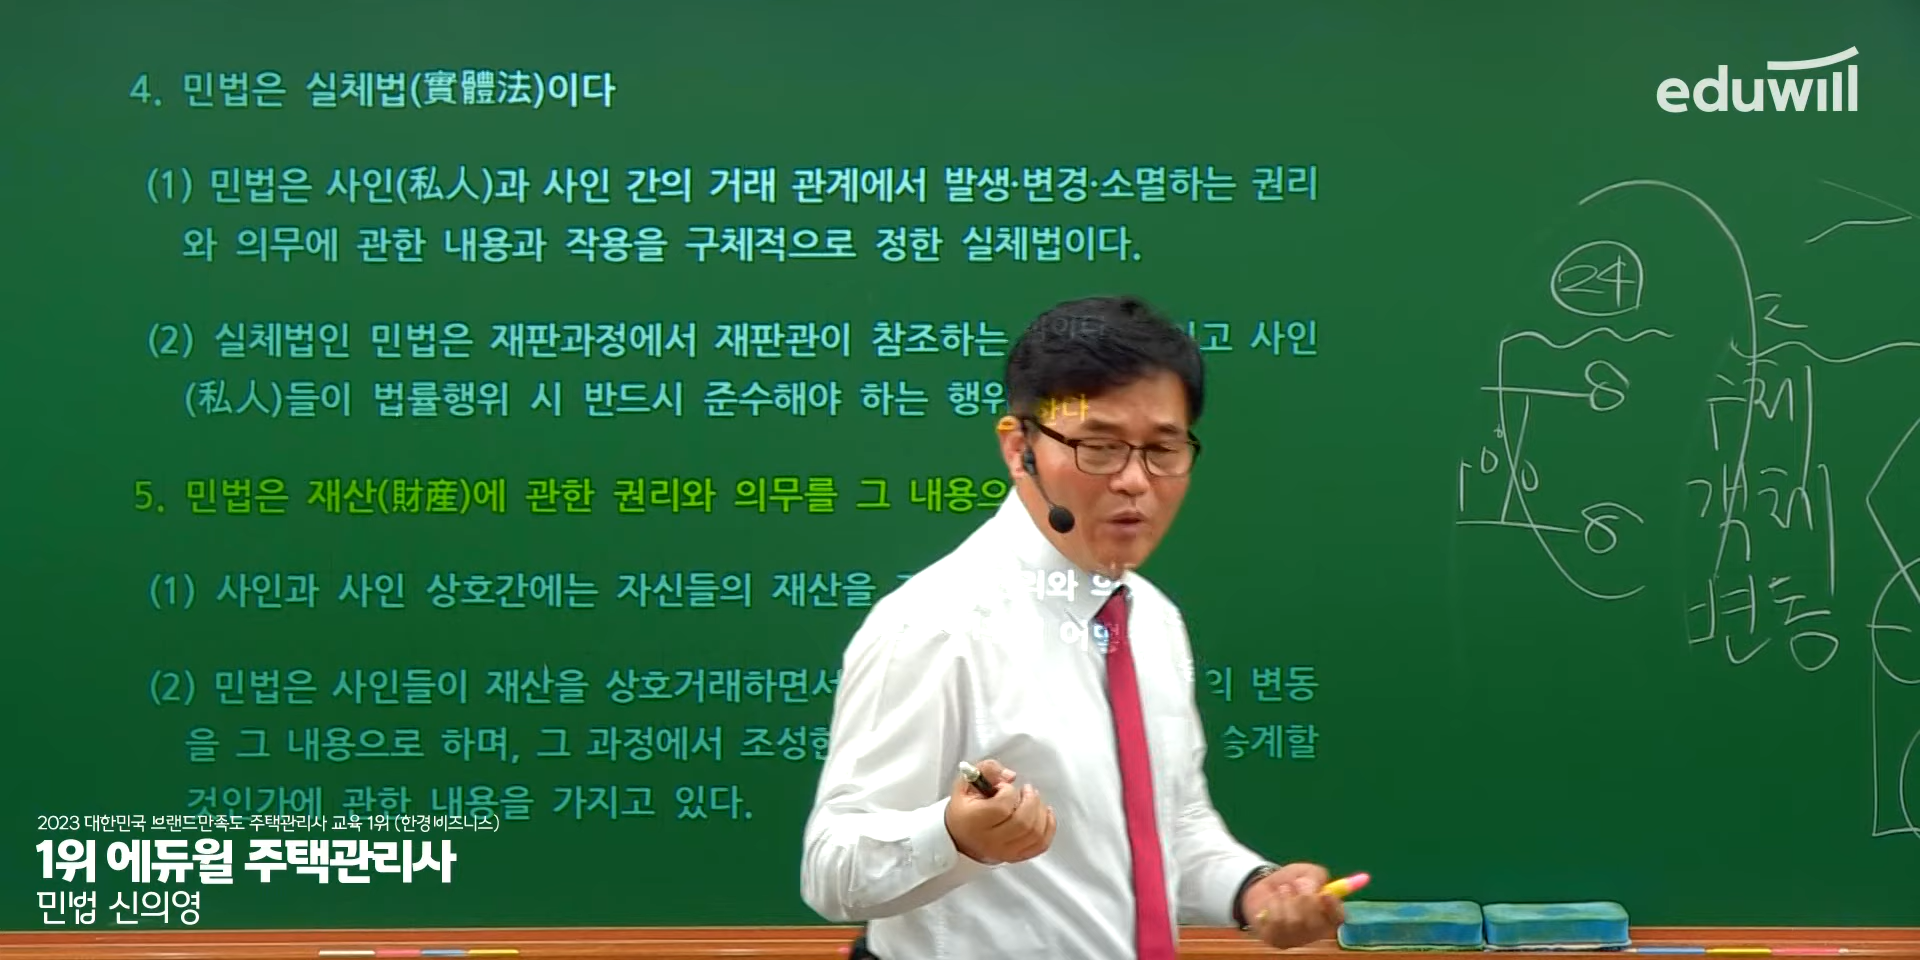 4. 민법은 실체법(實體法)이다
(1) 민법은 사인(私人)과 사인 간의 거래 관계에서 발생·변경·소멸하는 권리
와 의무에 관한 내용과 작용을 구체적으로 정한 실체법이다.
(2) 실체법인 민법은 재판과정에서 재판관이 참조하는 사인
(私人)들이 법률행위 시 반드시 준수해야 하는
5. 민법은 재산(財産)에 관한 권리와 의무를 그 한다
(1) 사인과 사인 상호간에는 자신들의 재산을
(2) 민법은 사인들이 재산을 상호거래하면서 변동
을 그 내용으로 하며, 그 과정에서 승계할
것인가에 관한 내용을 가지고 있다.
eduwill
24
8
8
주체
객체
변동
2023 대한민국 브랜드만족도 주택관리사 교육 1위 (한경비즈니스)
1위 에듀윌 주택관리사
민법 신의영